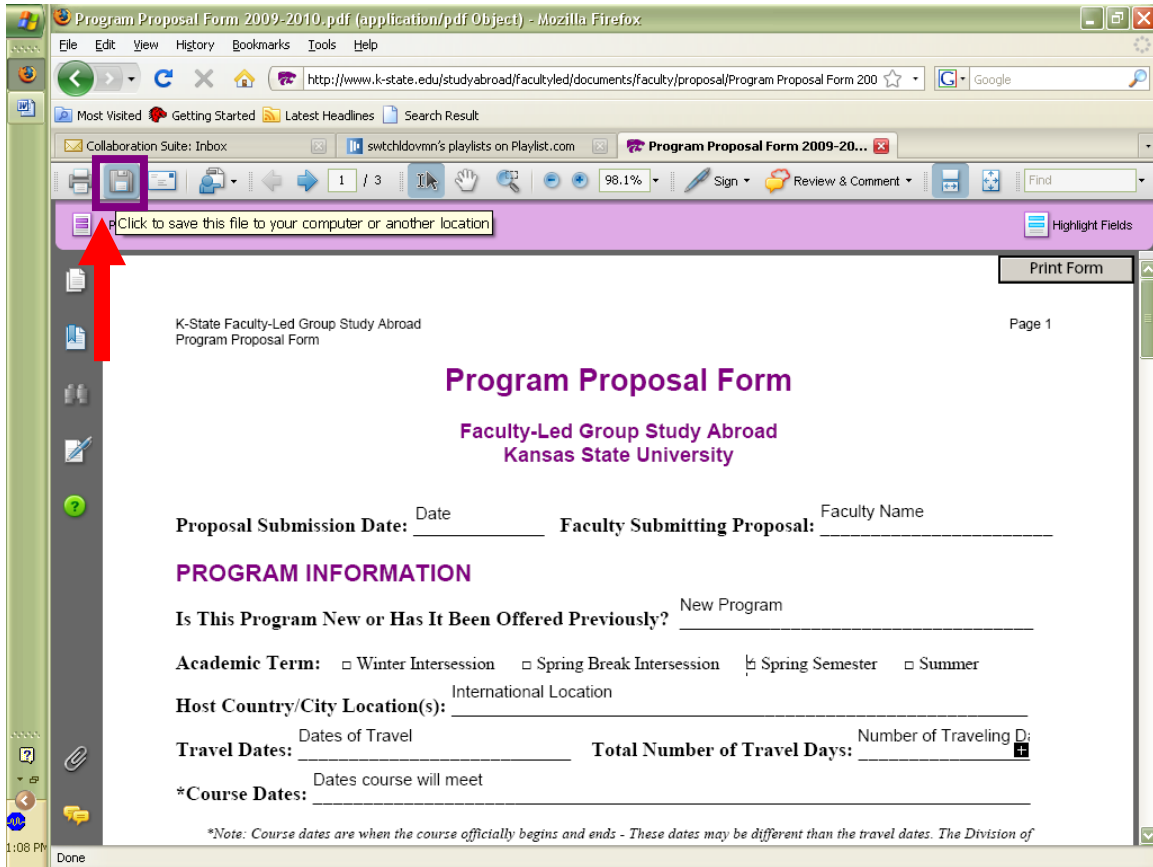 Program Proposal Form 2009-2010.pdf (application/pdf Object) - Mozilla Firefox
File Edit View History Bookmarks Tools Help
http://www.k-state.edu/studyabroad/facultyled/documents/faculty/proposal/Program Proposal Form 200
G Google
Most Visited Getting Started Latest Headlines Search Result
Collaboration Suite: Inbox swtchldovmn's playlists on Playlist.com Program Proposal Form 2009-20...
1 / 3 98.1% Sign Review & Comment Find
Click to save this file to your computer or another location
Highlight Fields
Print Form
K-State Faculty-Led Group Study Abroad Page 1
Program Proposal Form
Program Proposal Form
Faculty-Led Group Study Abroad
Kansas State University
Proposal Submission Date: Date Faculty Submitting Proposal: Faculty Name
PROGRAM INFORMATION
Is This Program New or Has It Been Offered Previously? New Program
Academic Term: Winter Intersession Spring Break Intersession Spring Semester Summer
Host Country/City Location(s): International Location
Travel Dates: Dates of Travel Total Number of Travel Days: Number of Traveling
*Course Dates: Dates course will meet
*Note: Course dates are when the course officially begins and ends - These dates may be different than the travel dates. The Division of
1:08 PM
Done